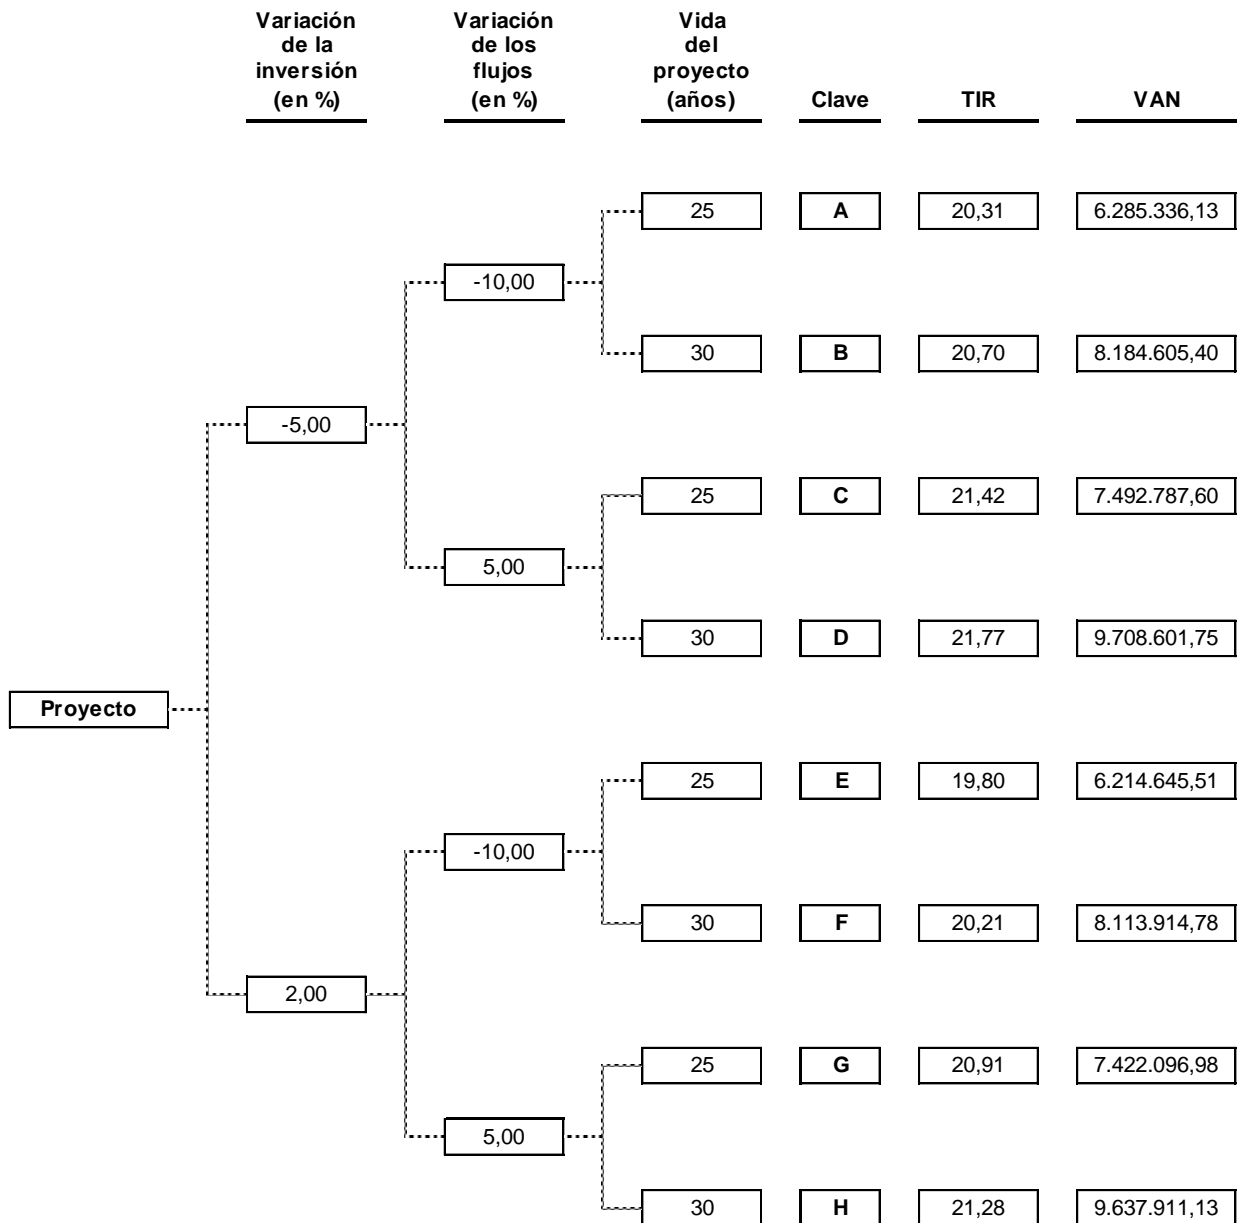 Variación de la inversión (en %)
Variación de los flujos (en %)
Vida del proyecto (años)
Clave
TIR
VAN
25 A 20,31 6.285.336,13
-10,00
30 B 20,70 8.184.605,40
-5,00
25 C 21,42 7.492.787,60
5,00
30 D 21,77 9.708.601,75
Proyecto
25 E 19,80 6.214.645,51
-10,00
30 F 20,21 8.113.914,78
2,00
25 G 20,91 7.422.096,98
5,00
30 H 21,28 9.637.911,13